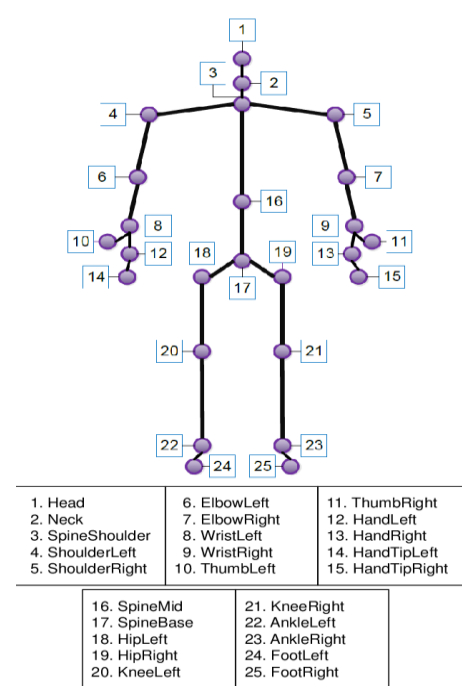 1
3
2
4
5
6
7
16
8
9
10
11
12
13
18
19
14
15
17
20
21
22
23
24
25
1. Head
2. Neck
3. SpineShoulder
4. ShoulderLeft
5. ShoulderRight
6. ElbowLeft
7. ElbowRight
8. WristLeft
9. WristRight
10. ThumbLeft
11. ThumbRight
12. HandLeft
13. HandRight
14. HandTipLeft
15. HandTipRight
16. SpineMid
17. SpineBase
18. HipLeft
19. HipRight
20. KneeLeft
21. KneeRight
22. AnkleLeft
23. AnkleRight
24. FootLeft
25. FootRight